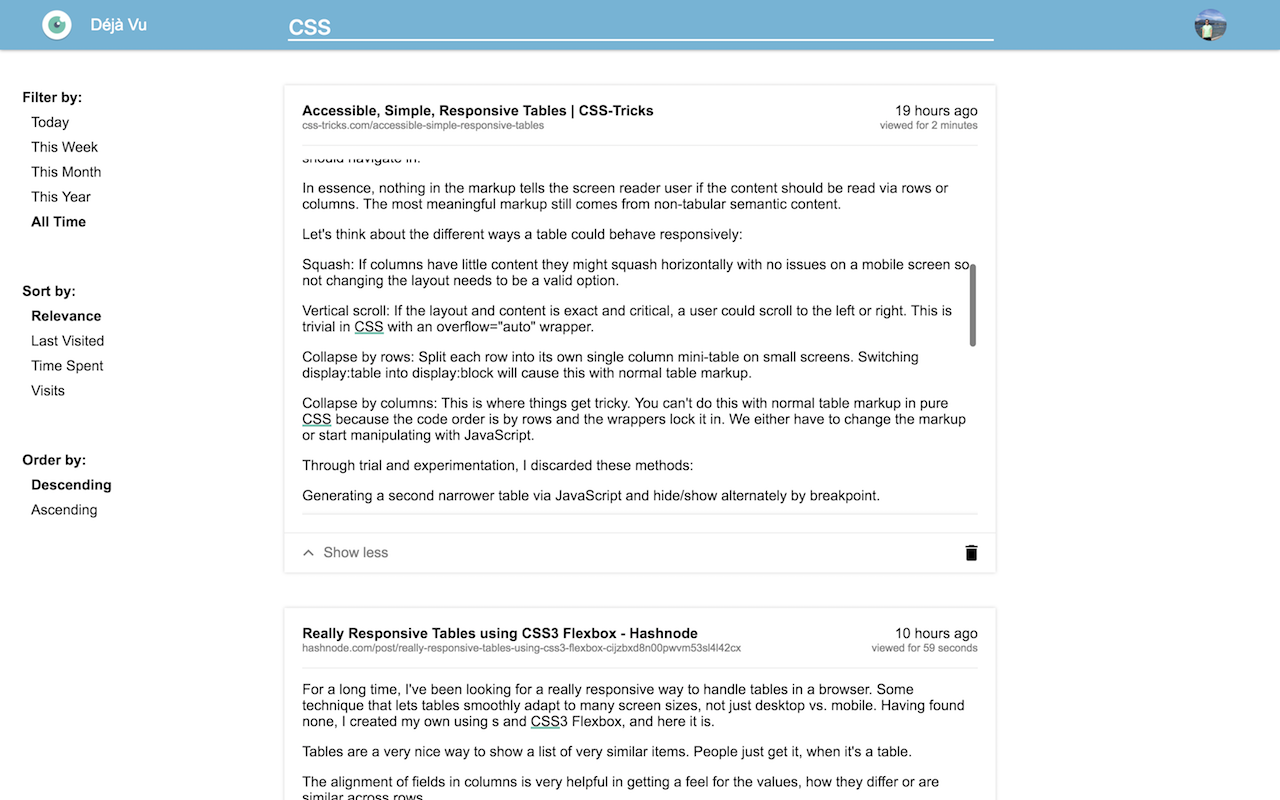 Déjà Vu
CSS
Filter by:
Today
This Week
This Month
This Year
All Time
Sort by:
Relevance
Last Visited
Time Spent
Visits
Order by:
Descending
Ascending
Accessible, Simple, Responsive Tables | CSS-Tricks
19 hours ago
css-tricks.com/accessible-simple-responsive-tables
viewed for 2 minutes
should navigate in.
In essence, nothing in the markup tells the screen reader user if the content should be read via rows or
columns. The most meaningful markup still comes from non-tabular semantic content.
Let's think about the different ways a table could behave responsively:
Squash: If columns have little content they might squash horizontally with no issues on a mobile screen so
not changing the layout needs to be a valid option.
Vertical scroll: If the layout and content is exact and critical, a user could scroll to the left or right. This is
trivial in CSS with an overflow="auto" wrapper.
Collapse by rows: Split each row into its own single column mini-table on small screens. Switching
display:table into display:block will cause this with normal table markup.
Collapse by columns: This is where things get tricky. You can't do this with normal table markup in pure
CSS because the code order is by rows and the wrappers lock it in. We either have to change the markup
or start manipulating with JavaScript.
Through trial and experimentation, I discarded these methods:
Generating a second narrower table via JavaScript and hide/show alternately by breakpoint.
Show less
Really Responsive Tables using CSS3 Flexbox - Hashnode
10 hours ago
hashnode.com/post/really-responsive-tables-using-css3-flexbox-cijzbxd8n00pwvm53sl4l42cx
viewed for 59 seconds
For a long time, I've been looking for a really responsive way to handle tables in a browser. Some
technique that lets tables smoothly adapt to many screen sizes, not just desktop vs. mobile. Having found
none, I created my own using s and CSS3 Flexbox, and here it is.
Tables are a very nice way to show a list of very similar items. People just get it, when it's a table.
The alignment of fields in columns is very helpful in getting a feel for the values, how they differ or are
similar across rows.